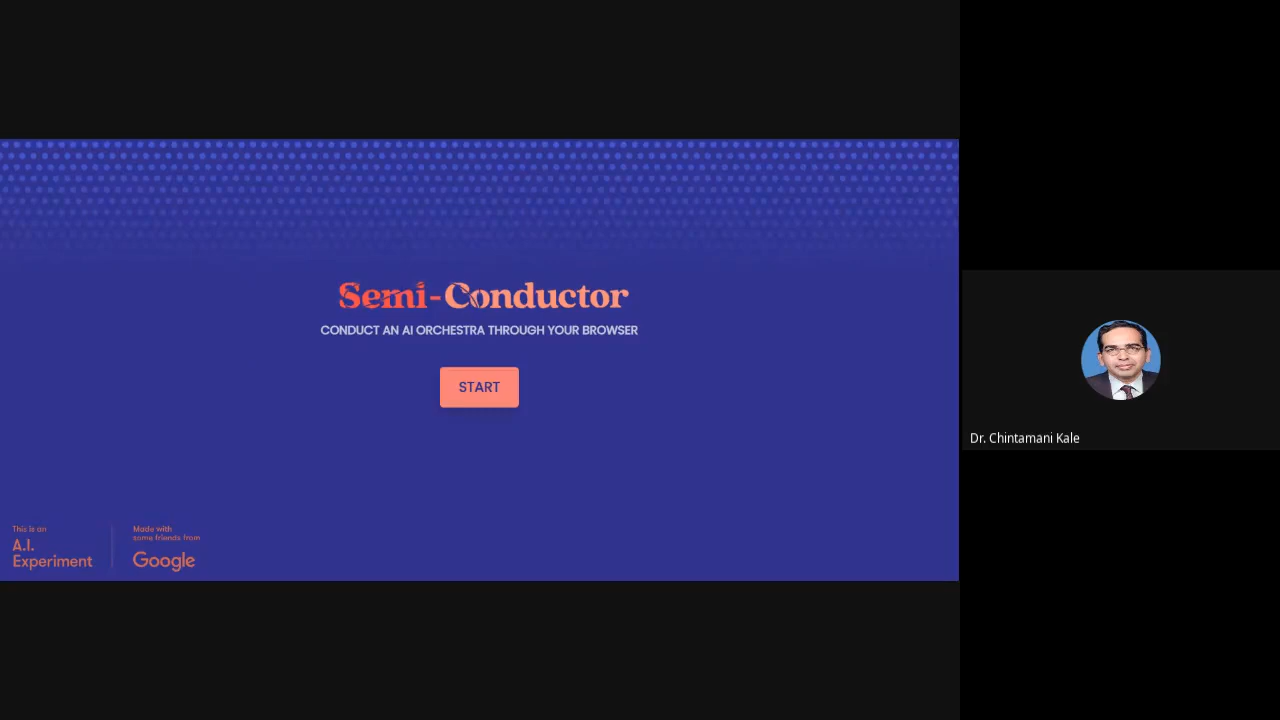 Semi-Conductor
CONDUCT AN AI ORCHESTRA THROUGH YOUR BROWSER
START
This is an
A.I.
Experiment
Made with
some friends from
Google
Dr. Chintamani Kale